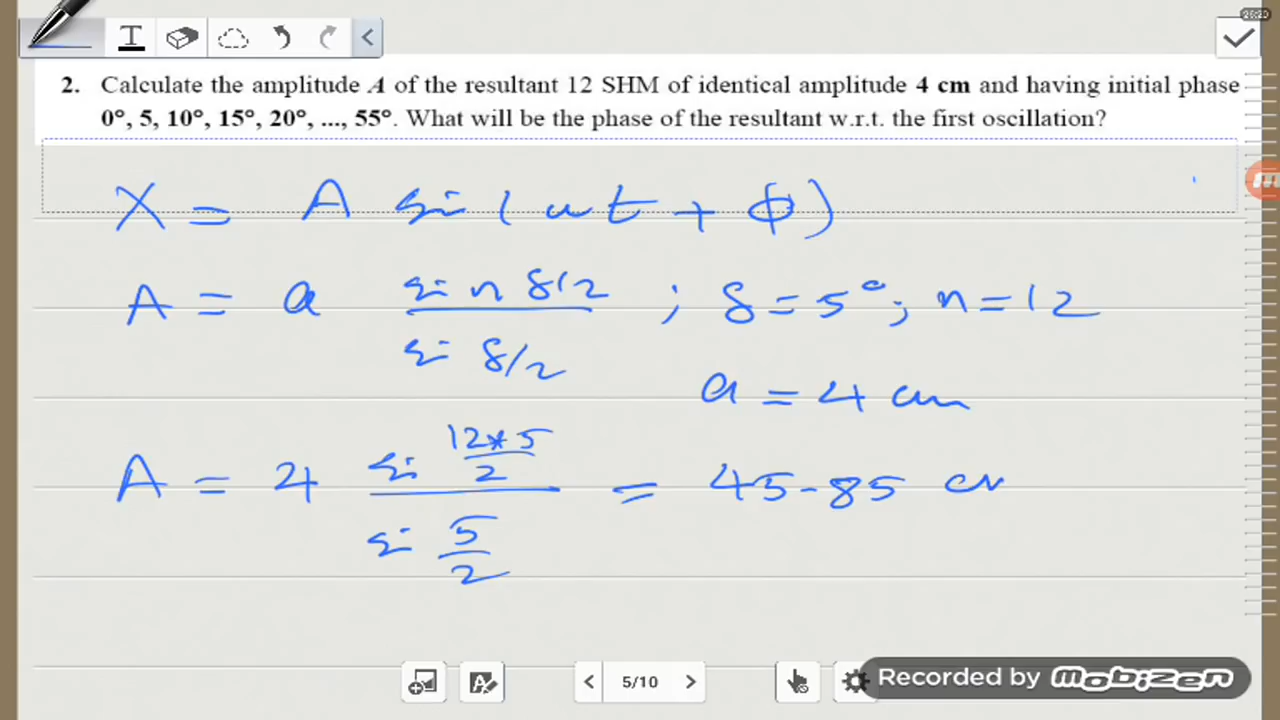 26:20
T
2. Calculate the amplitude A of the resultant 12 SHM of identical amplitude 4 cm and having initial phase
0°, 5, 10°, 15°, 20°, ..., 55°. What will be the phase of the resultant w.r.t. the first oscillation?
X = A sin(ωt + ϕ)
A = a sin n δ/2 / sin δ/2 ; δ = 5° ; n = 12
a = 4 cm
A = 4 sin 12*5/2 / sin 5/2 = 45-85 cm
5/10
Recorded by mobizen